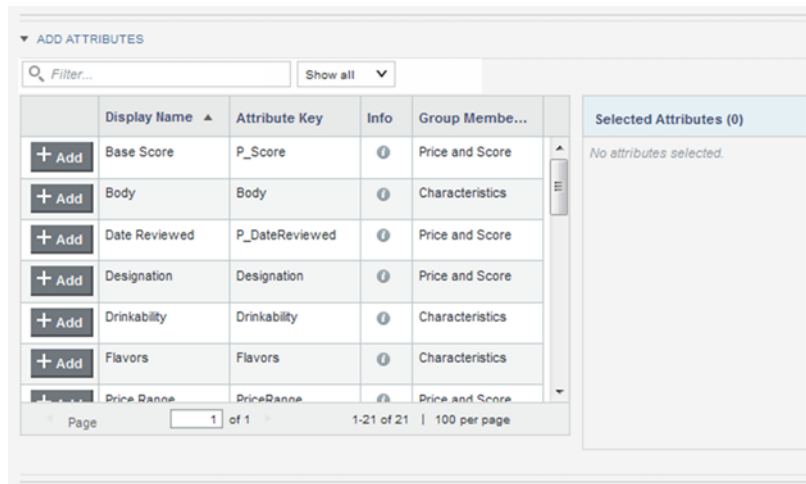 ADD ATTRIBUTES
Filter...
Show all
Display Name
Attribute Key
Info
Group Membe...
Selected Attributes (0)
+ Add
Base Score
P_Score
Price and Score
No attributes selected.
+ Add
Body
Body
Characteristics
+ Add
Date Reviewed
P_DateReviewed
Price and Score
+ Add
Designation
Designation
Price and Score
+ Add
Drinkability
Drinkability
Characteristics
+ Add
Flavors
Flavors
Characteristics
+ Add
Price Range
PriceRange
Price and Score
Page 1 of 1
1-21 of 21 | 100 per page